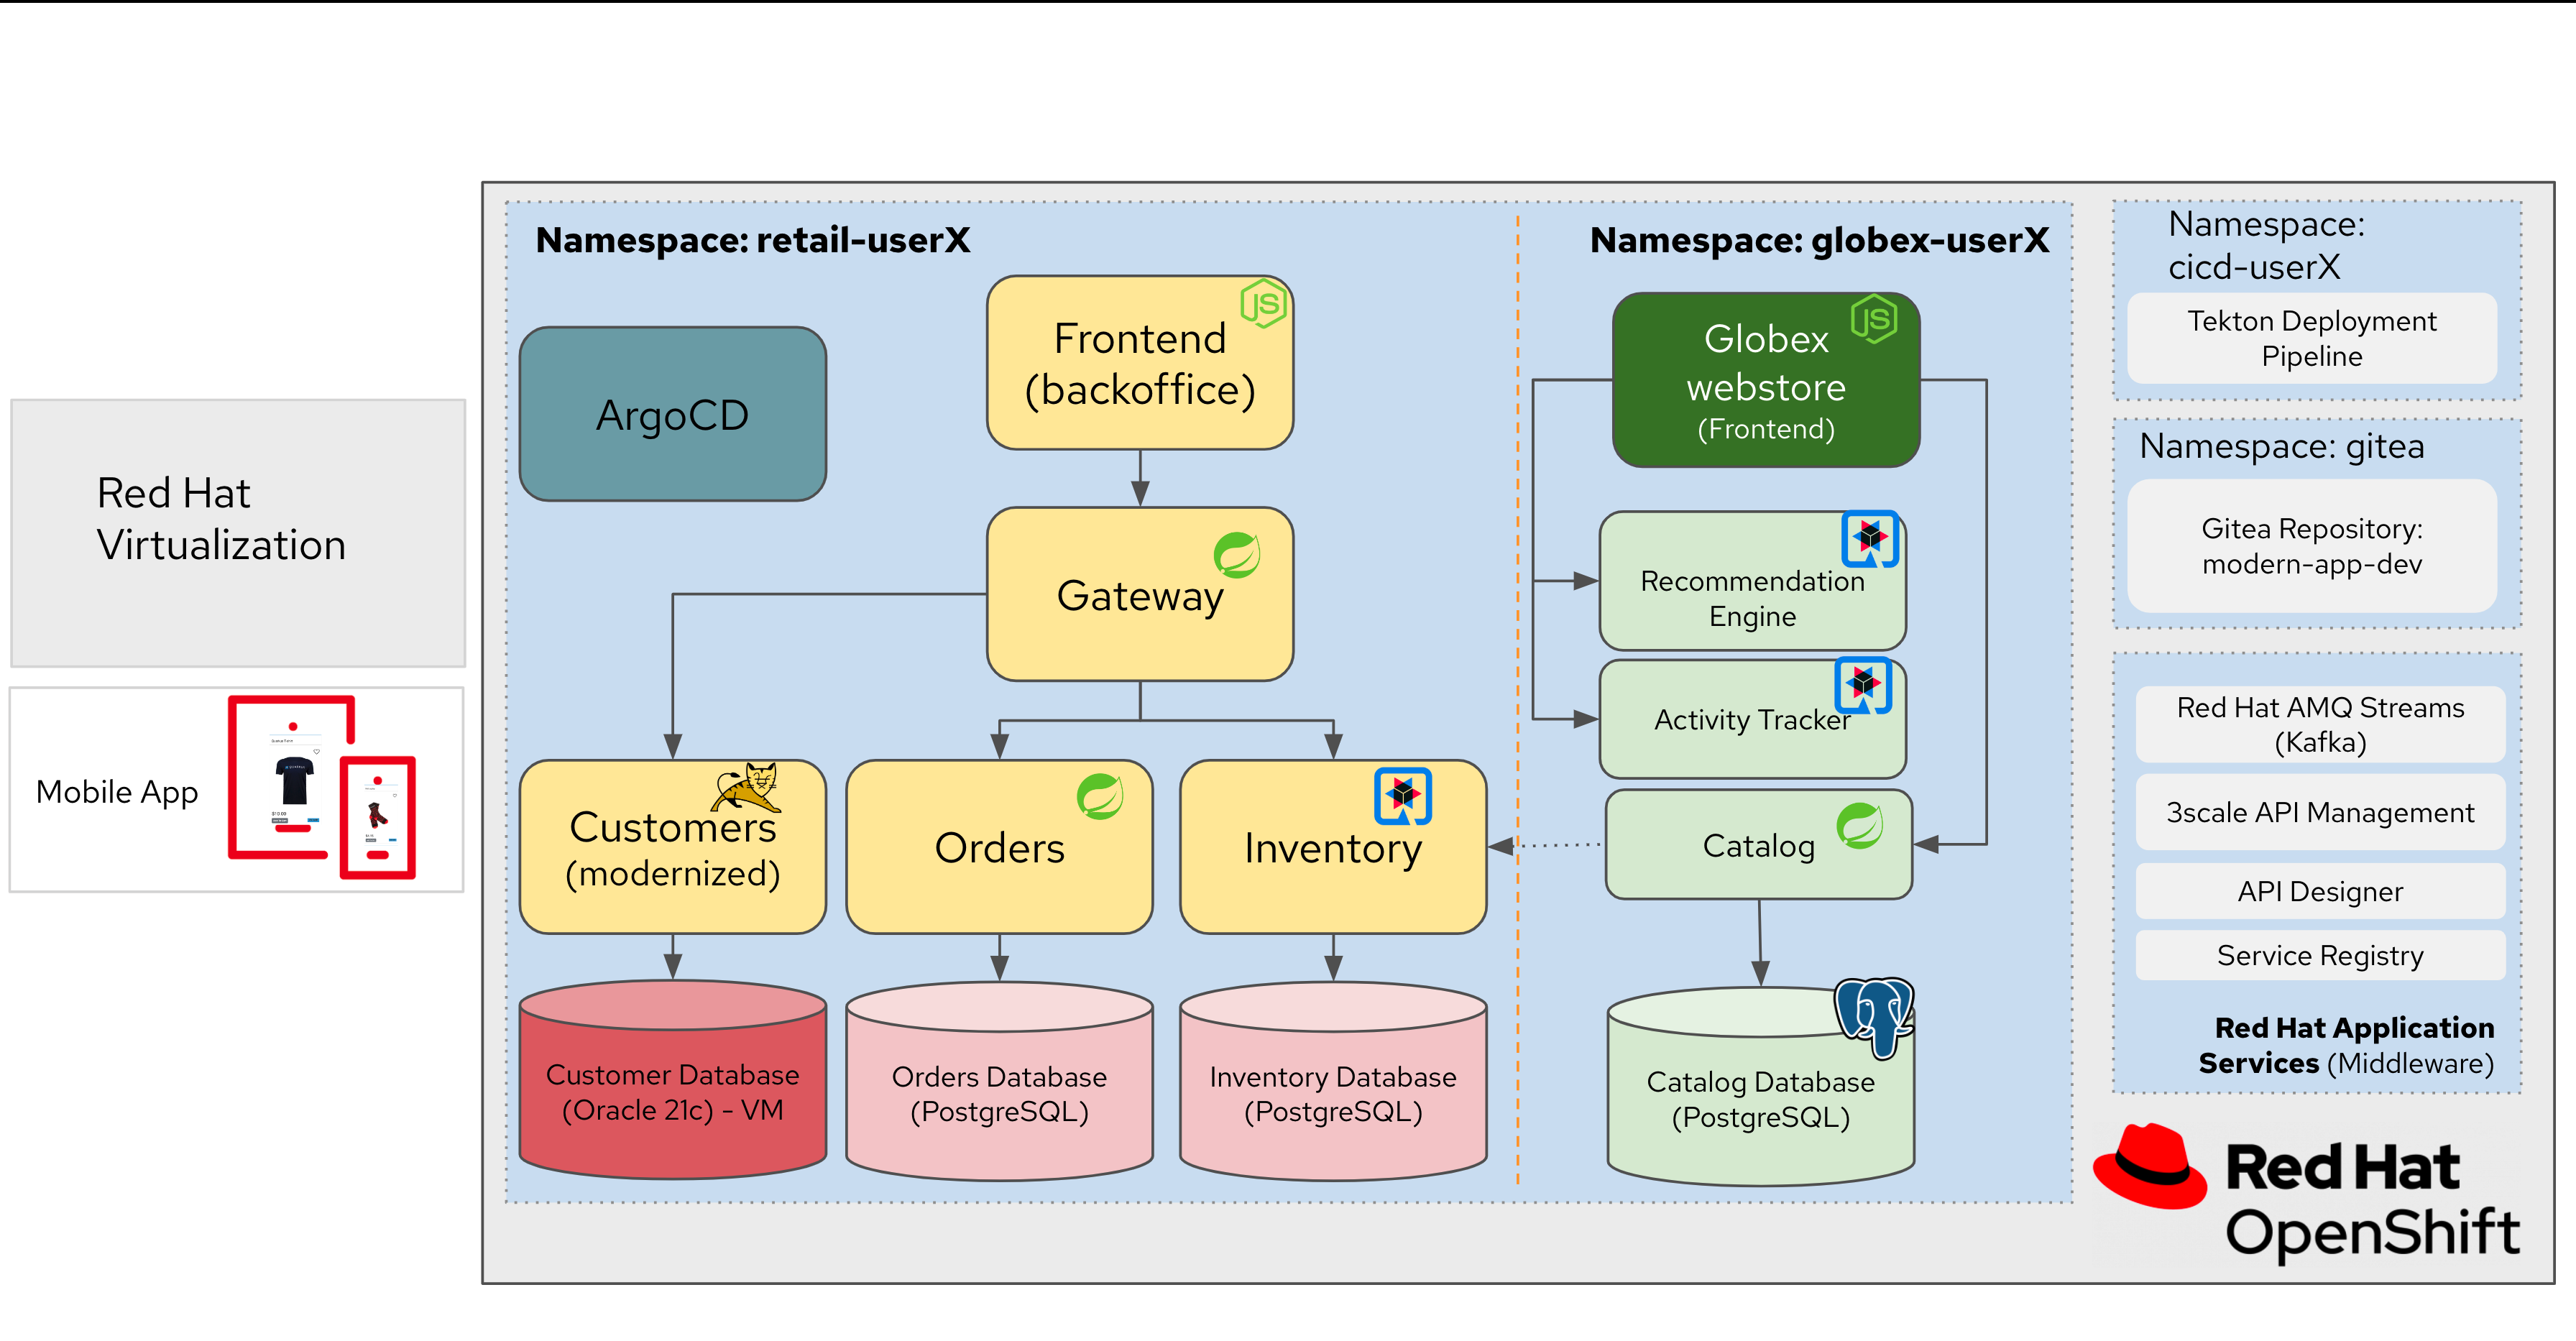 Red Hat
Virtualization
Mobile App
Namespace: retail-userX
ArgoCD
Frontend
(backoffice)
JS
Gateway
Customers
(modernized)
Orders
Inventory
Customer Database
(Oracle 21c) - VM
Orders Database
(PostgreSQL)
Inventory Database
(PostgreSQL)
Namespace: globex-userX
Globex
webstore
(Frontend)
JS
Recommendation
Engine
Activity Tracker
Catalog
Catalog Database
(PostgreSQL)
Namespace:
cicd-userX
Tekton Deployment
Pipeline
Namespace: gitea
Gitea Repository:
modern-app-dev
Red Hat AMQ Streams
(Kafka)
3scale API Management
API Designer
Service Registry
Red Hat Application
Services (Middleware)
Red Hat
OpenShift